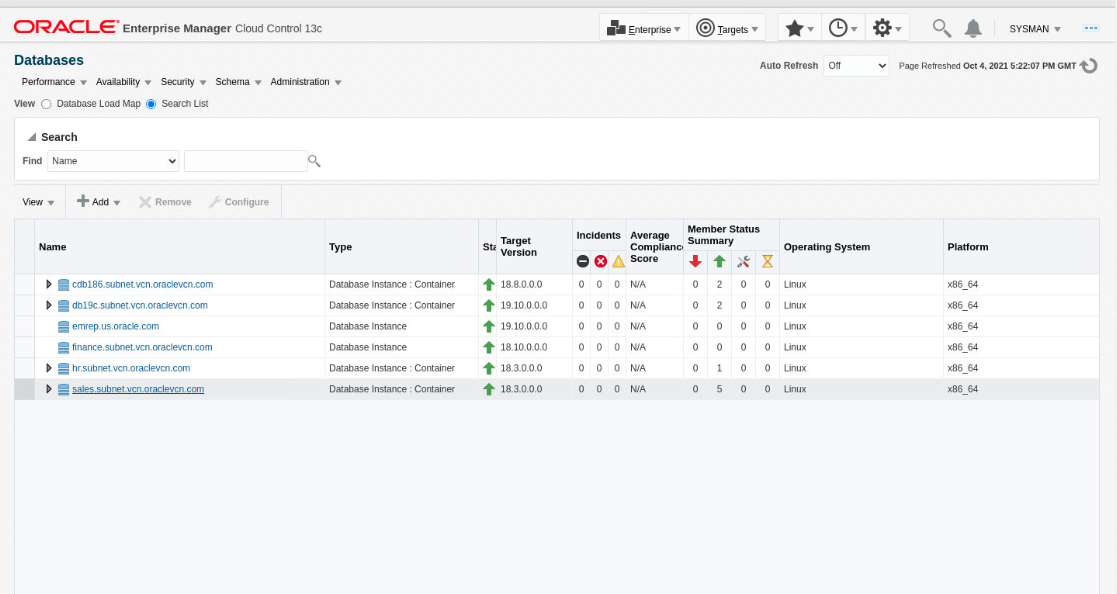 ORACLE Enterprise Manager Cloud Control 13c Enterprise Targets SYSMAN
Databases
Auto Refresh Off Page Refreshed Oct 4, 2021 5:22:07 PM GMT
Performance Availability Security Schema Administration
View Database Load Map Search List
Search
Find Name
View Add Remove Configure
Name Type Sta Target Version Incidents Average Compliance Score Member Status Summary Operating System Platform
cdb186.subnet.vcn.oraclevcn.com Database Instance : Container 18.8.0.0.0 0 0 0 N/A 0 2 0 0 Linux x86_64
db19c.subnet.vcn.oraclevcn.com Database Instance : Container 19.10.0.0.0 0 0 0 N/A 0 2 0 0 Linux x86_64
emrep.us.oracle.com Database Instance 19.10.0.0.0 0 0 0 N/A 0 0 0 0 Linux x86_64
finance.subnet.vcn.oraclevcn.com Database Instance 18.10.0.0.0 0 0 0 N/A 0 0 0 0 Linux x86_64
hr.subnet.vcn.oraclevcn.com Database Instance : Container 18.3.0.0.0 0 0 0 N/A 0 1 0 0 Linux x86_64
sales.subnet.vcn.oraclevcn.com Database Instance : Container 18.3.0.0.0 0 0 0 N/A 0 5 0 0 Linux x86_64